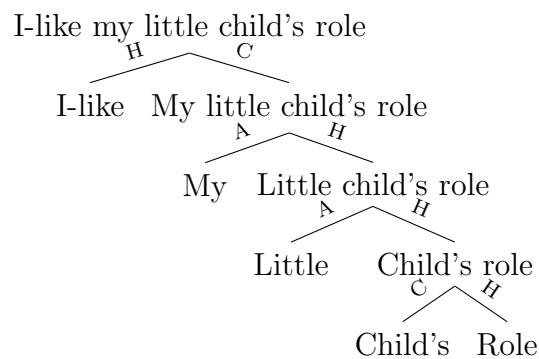 I-like my little child's role
H C
I-like My little child's role
A H
My Little child's role
A H
Little Child's role
C H
Child's Role